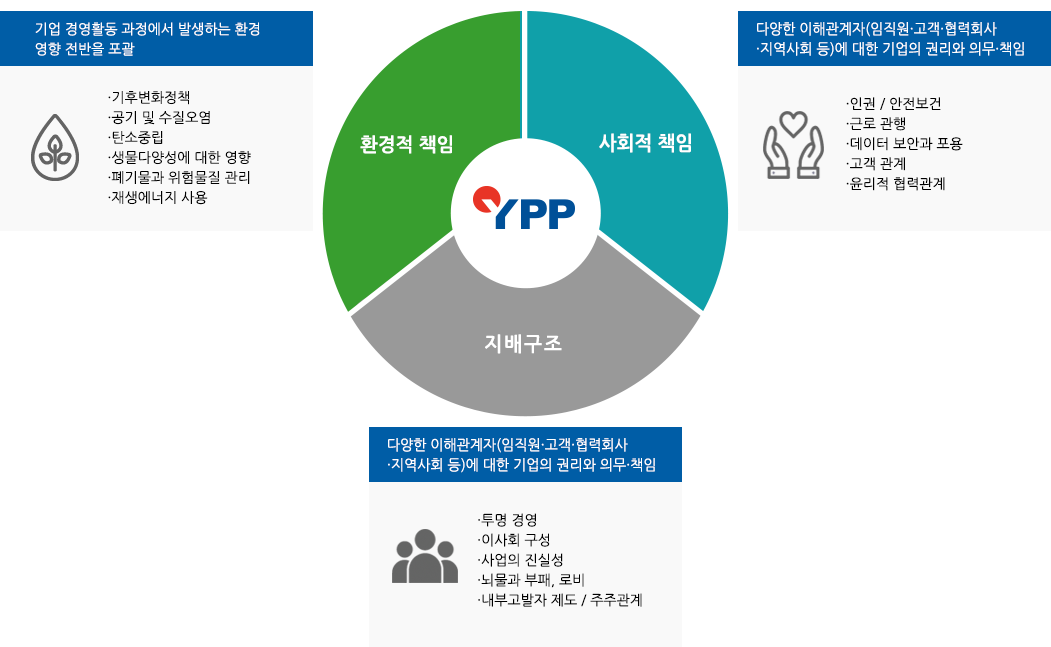 기업 경영활동 과정에서 발생하는 환경
영향 전반을 포괄
·기후변화정책
·공기 및 수질오염
·탄소중립
·생물다양성에 대한 영향
·폐기물과 위험물질 관리
·재생에너지 사용
환경적 책임
사회적 책임
YPP
지배구조
다양한 이해관계자(임직원·고객·협력회사
·지역사회 등)에 대한 기업의 권리와 의무·책임
·인권 / 안전보건
·근로 관행
·데이터 보안과 포용
·고객 관계
·윤리적 협력관계
다양한 이해관계자(임직원·고객·협력회사
·지역사회 등)에 대한 기업의 권리와 의무·책임
·투명 경영
·이사회 구성
·사업의 진실성
·뇌물과 부패, 로비
·내부고발자 제도 / 주주관계